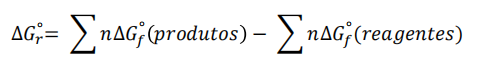 ΔG°r= ∑ nΔG°f(produtos) − ∑ nΔG°f(reagentes)